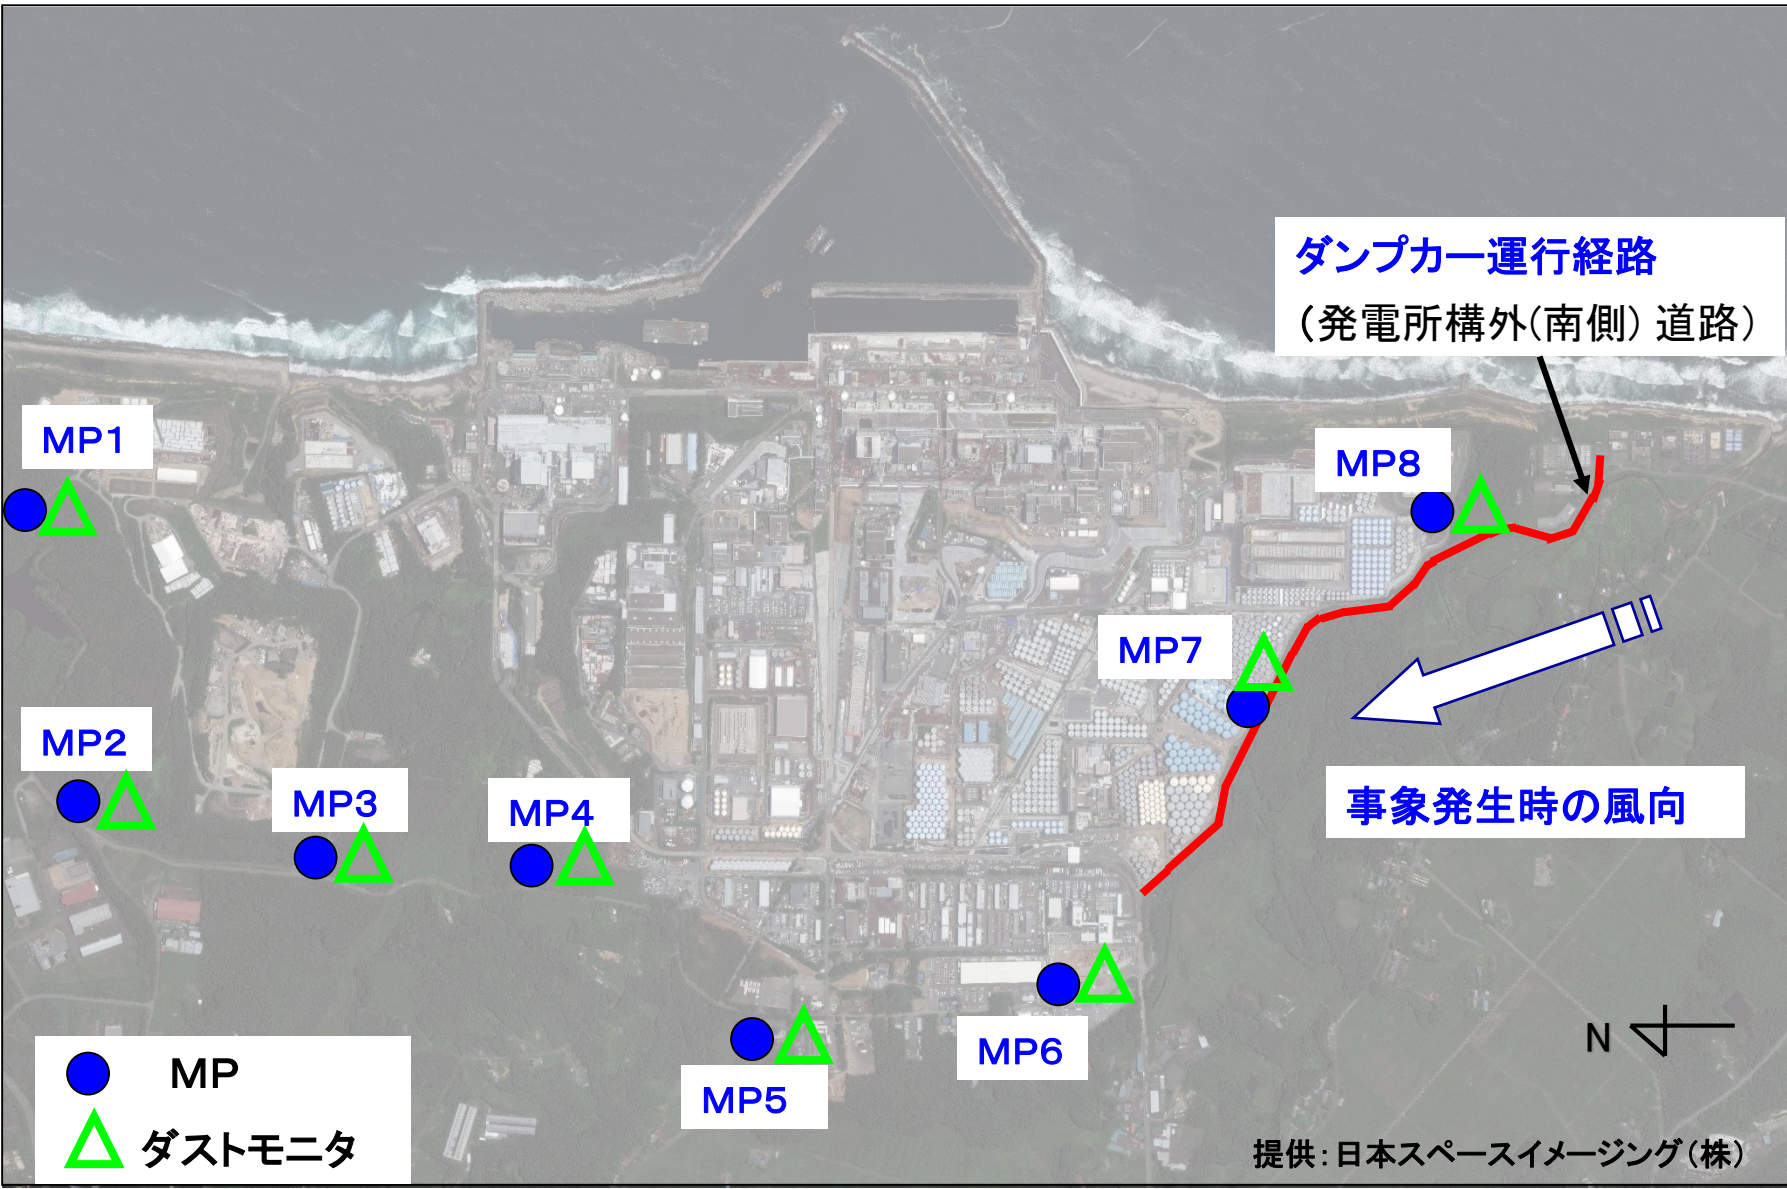 ダンプカー運行経路
（発電所構外(南側) 道路）
MP1
MP8
MP7
MP2
MP3
MP4
事象発生時の風向
MP6
MP5
N
MP
ダストモニタ
提供：日本スペースイメージング（株）